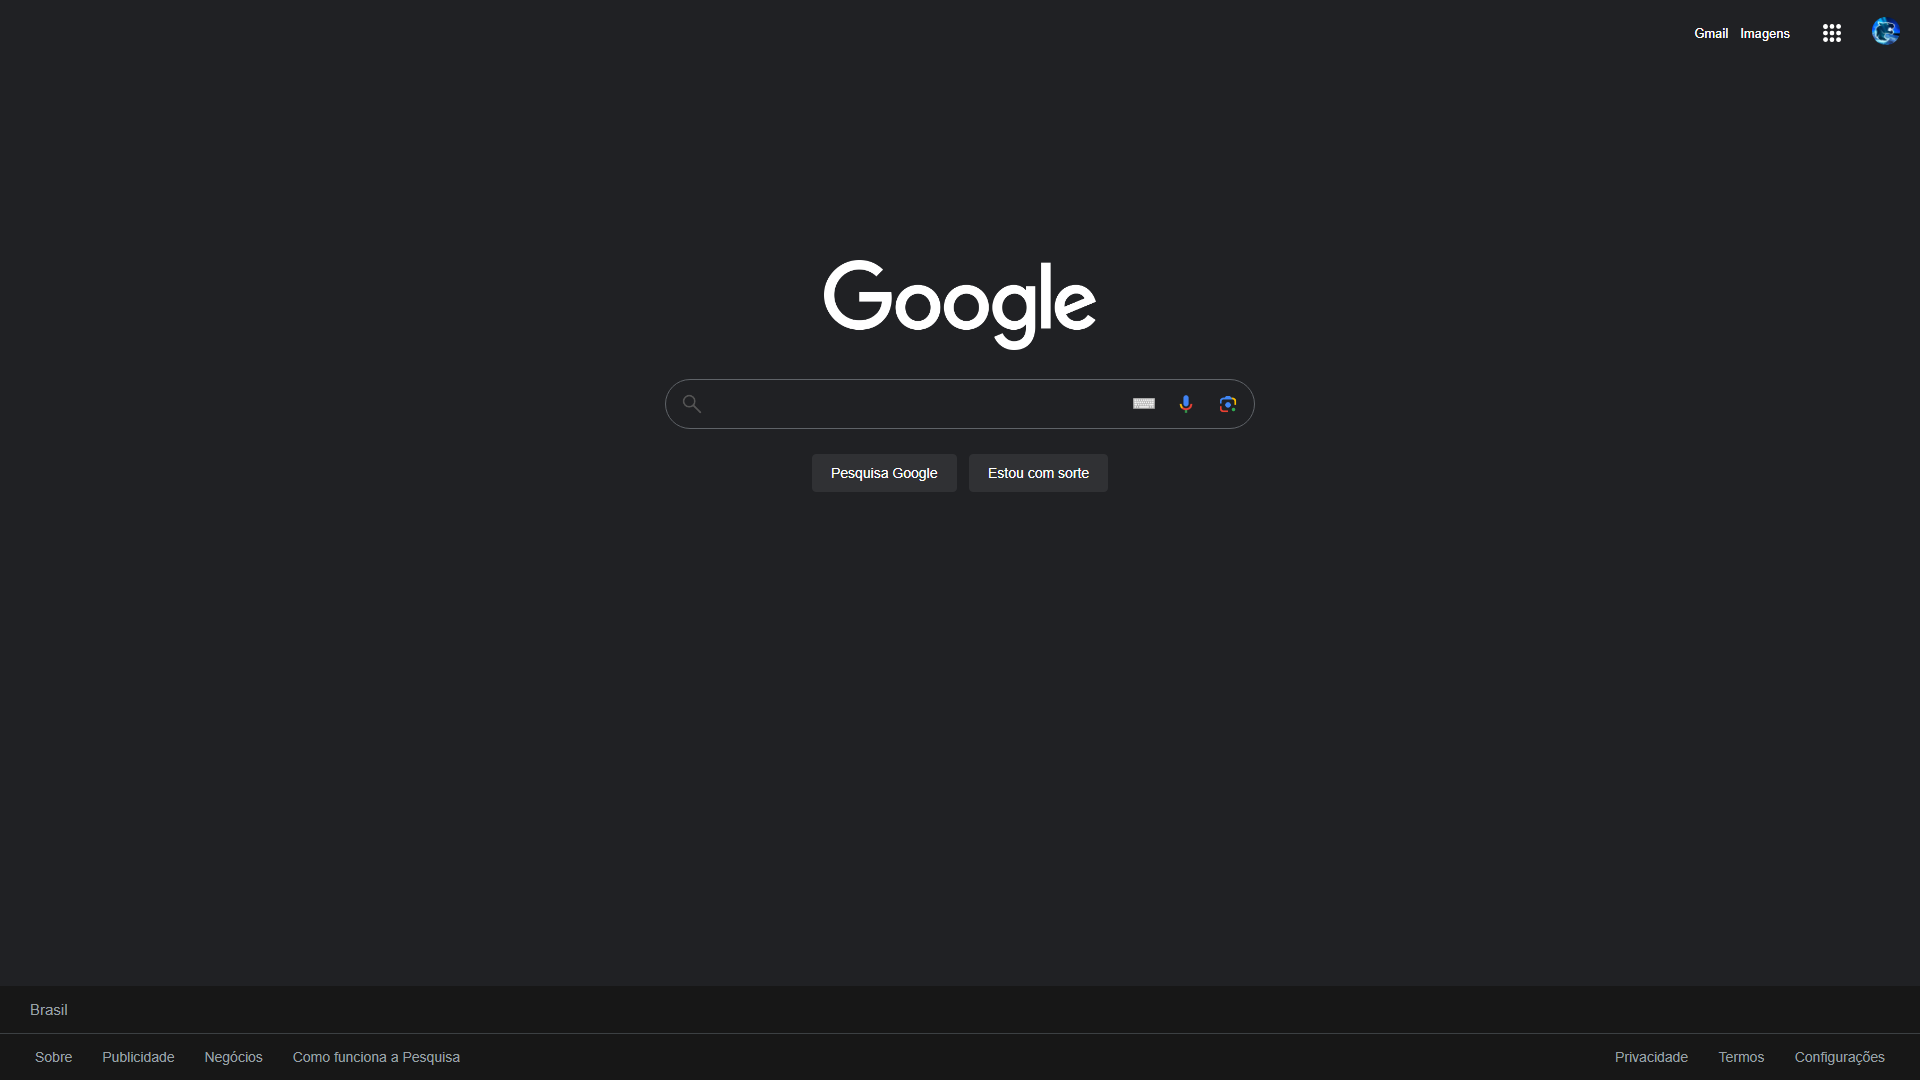 Gmail Imagens
Google
Pesquisa Google Estou com sorte
Brasil
Sobre Publicidade Negócios Como funciona a Pesquisa Privacidade Termos Configurações